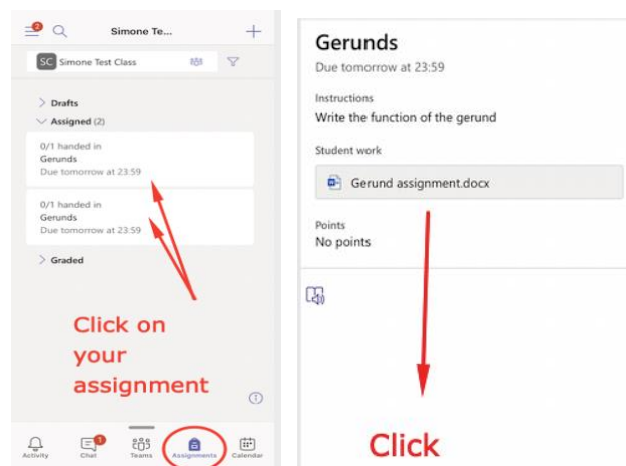 2
Simone Te...
SC Simone Test Class
Drafts
Assigned (2)
0/1 handed in
Gerunds
Due tomorrow at 23:59
0/1 handed in
Gerunds
Due tomorrow at 23:59
Graded
Click on
your
assignment
1
Activity Chat Teams Assignments Calendar
Gerunds
Due tomorrow at 23:59
Instructions
Write the function of the gerund
Student work
Gerund assignment.docx
Points
No points
Click